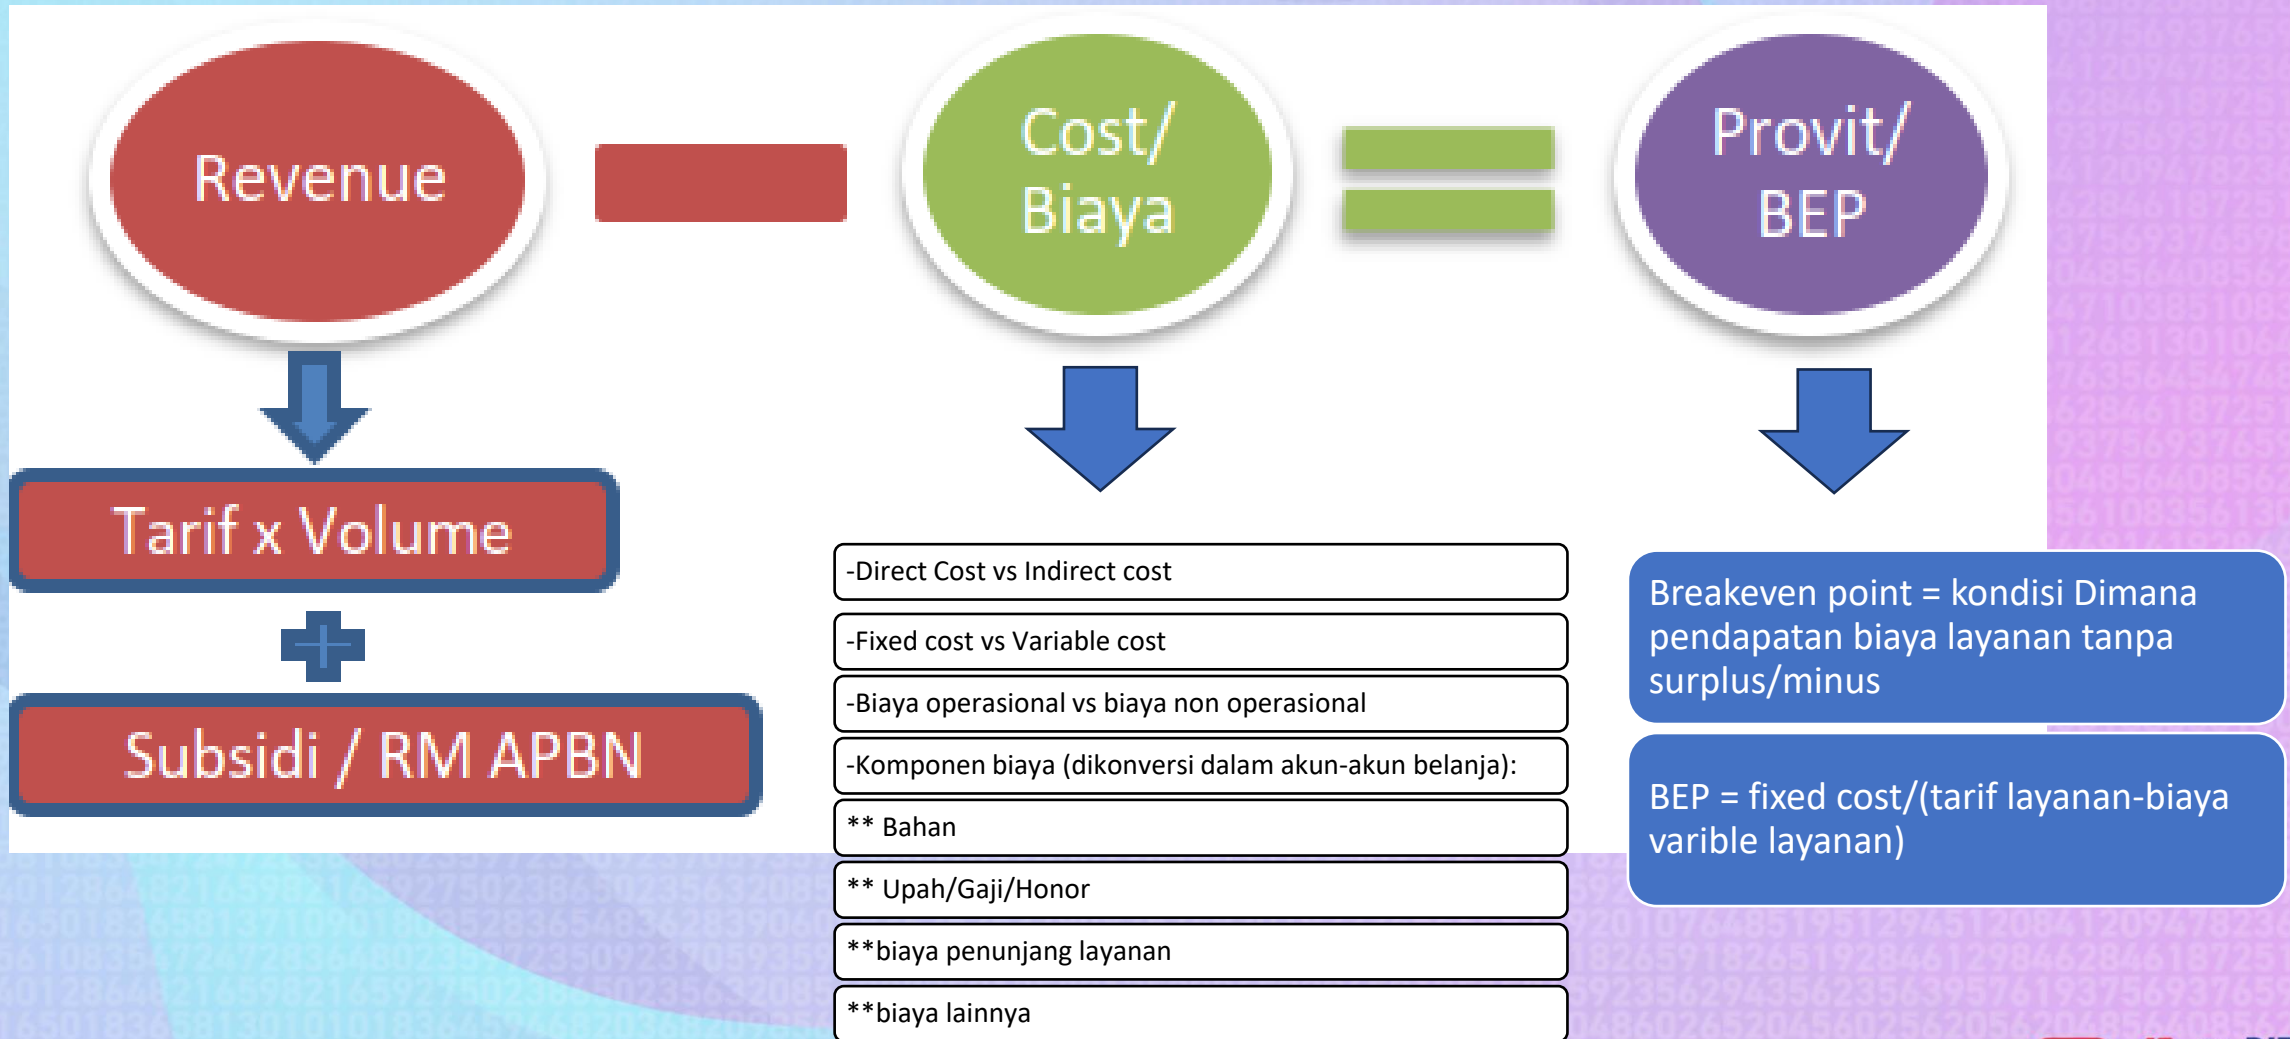 Revenue
Cost/
Biaya
Provit/
BEP
Tarif x Volume
Subsidi / RM APBN
-Direct Cost vs Indirect cost
-Fixed cost vs Variable cost
-Biaya operasional vs biaya non operasional
-Komponen biaya (dikonversi dalam akun-akun belanja):
** Bahan
** Upah/Gaji/Honor
**biaya penunjang layanan
**biaya lainnya
Breakeven point = kondisi Dimana
pendapatan biaya layanan tanpa
surplus/minus
BEP = fixed cost/(tarif layanan-biaya
varible layanan)